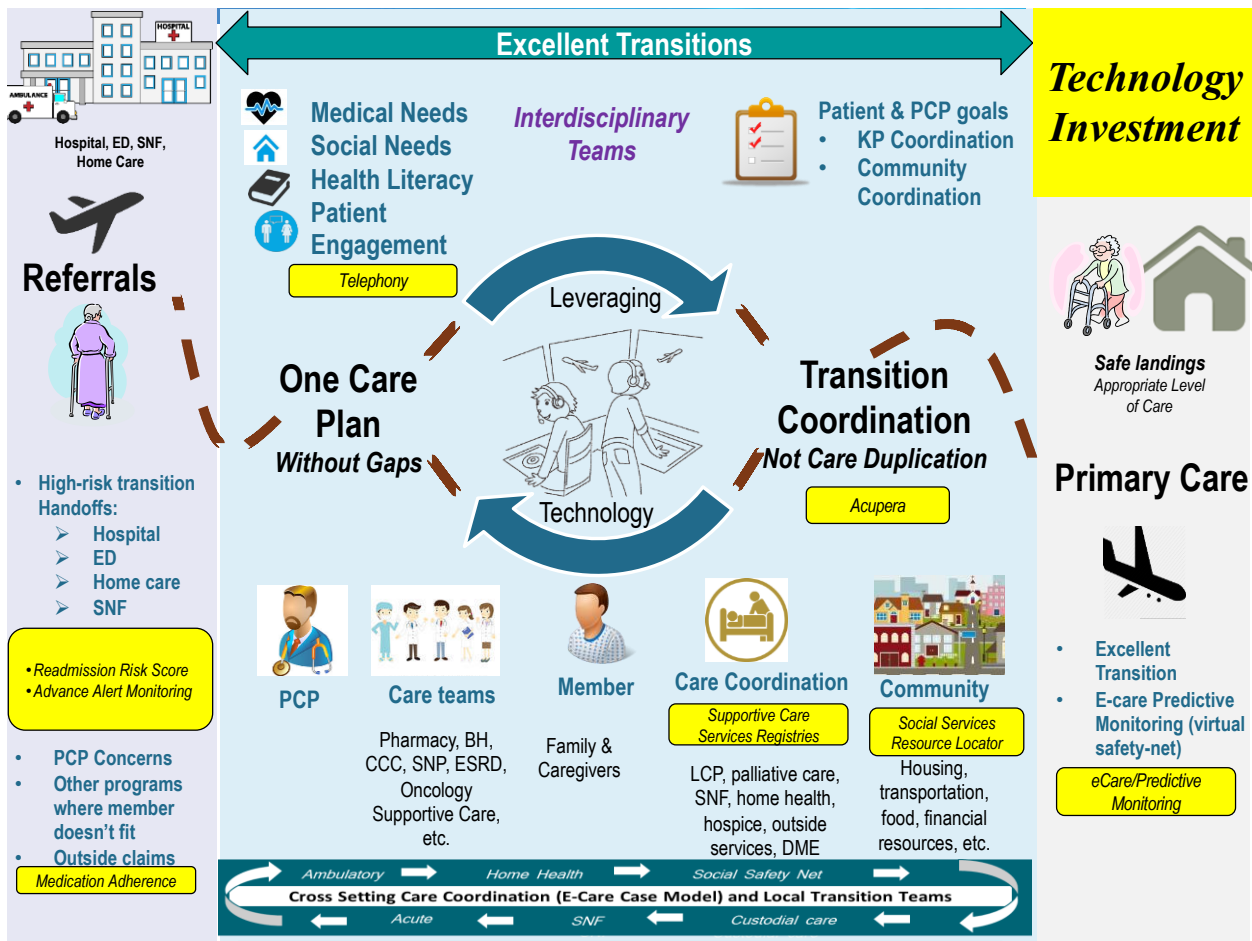 HOSPITAL
AMBULANCE
Hospital, ED, SNF,
Home Care
Referrals
• High-risk transition
Handoffs:
➢ Hospital
➢ ED
➢ Home care
➢ SNF
•Readmission Risk Score
•Advance Alert Monitoring
• PCP Concerns
• Other programs
where member
doesn't fit
• Outside claims
Medication Adherence
Excellent Transitions
Medical Needs
Social Needs
Health Literacy
Patient
Engagement
Telephony
Interdisciplinary
Teams
Patient & PCP goals
• KP Coordination
• Community
Coordination
Leveraging
Technology
One Care
Plan
Without Gaps
Transition
Coordination
Not Care Duplication
Acupera
PCP
Care teams
Pharmacy, BH,
CCC, SNP, ESRD,
Oncology
Supportive Care,
etc.
Member
Family &
Caregivers
Care Coordination
Supportive Care
Services Registries
LCP, palliative care,
SNF, home health,
hospice, outside
services, DME
Community
Social Services
Resource Locator
Housing,
transportation,
food, financial
resources, etc.
Ambulatory
Home Health
Social Safety Net
Cross Setting Care Coordination (E-Care Case Model) and Local Transition Teams
Acute
SNF
Custodial care
Technology
Investment
Safe landings
Appropriate Level
of Care
Primary Care
• Excellent
Transition
• E-care Predictive
Monitoring (virtual
safety-net)
eCare/Predictive
Monitoring